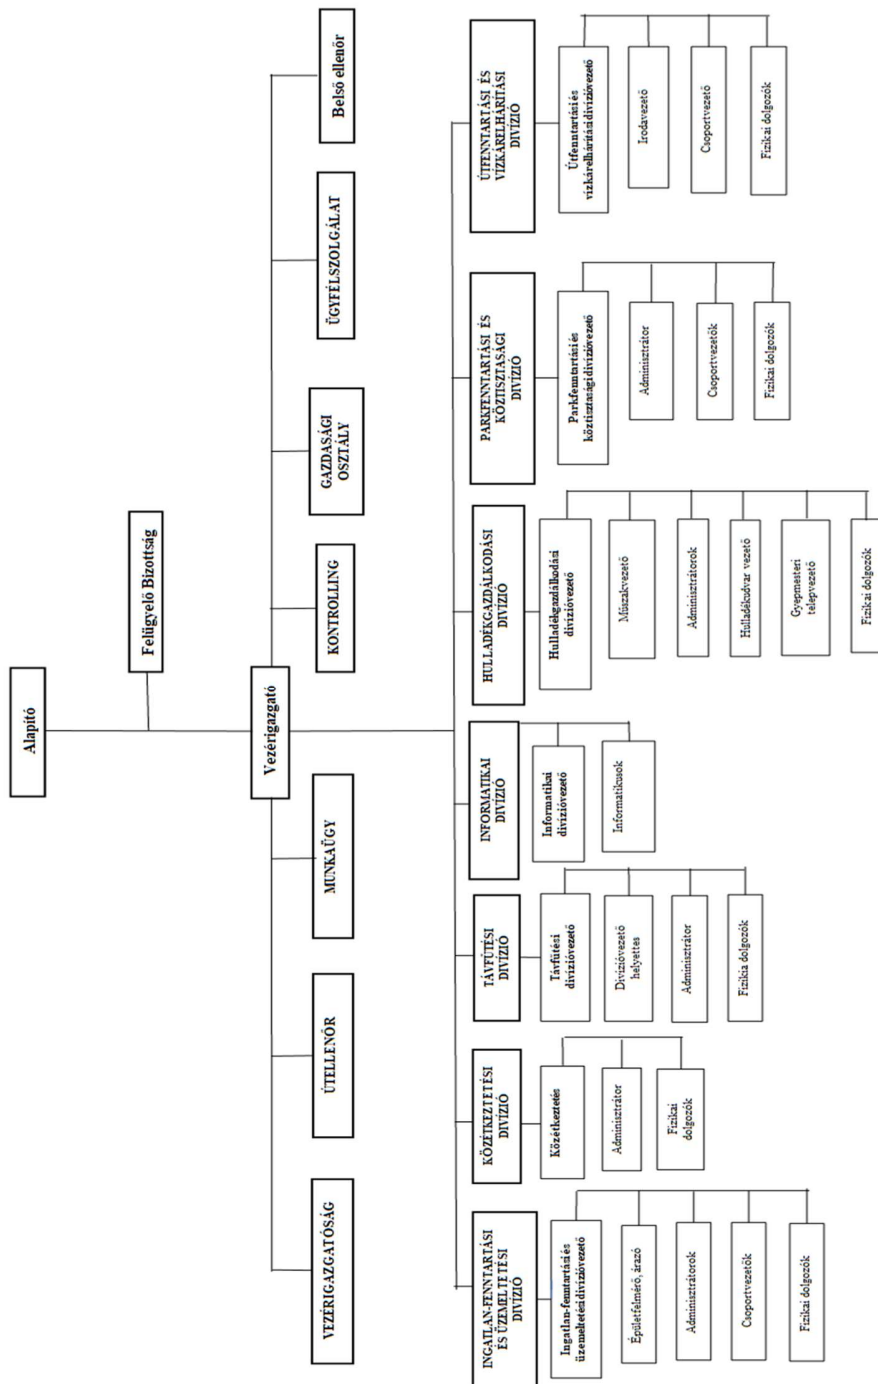 Alapító
Felügyelő Bizottság
Vezérigazgató
VEZÉRIGAZGATÓSÁG
ÚTELLENŐR
MUNKAÜGY
KONTROLLING
GAZDASÁGI
OSZTÁLY
ÜGYFÉLSZOLGÁLAT
Belső ellenőr
INGATLAN-FENNTARTÁSI
ÉS ÜZEMELTETÉSI
DIVÍZIÓ
Ingatlan-fenntartási és
üzemeltetési divízióvezető
Épületfelmérő, árazó
Adminisztrátorok
Csoportvezetők
Fizikai dolgozók
KÖZÉTKEZTETÉSI
DIVÍZIÓ
Közétkeztetés
Adminisztrátor
Fizikai
dolgozók
TÁVFŰTÉSI
DIVÍZIÓ
Távfűtési
divízióvezető
Divízióvezető
helyettes
Adminisztrátor
Fizikia dolgozók
INFORMATIKAI
DIVÍZIÓ
Informatikai
divízióvezető
Informatikusok
HULLADÉKGAZDÁLKODÁSI
DIVÍZIÓ
Hulladékgazdálkodási
divízióvezető
Műszakvezető
Adminisztrátorok
Hulladékudvar vezető
Gyepmesteri
telepvezető
Fizikai dolgozók
PARKFENNTARTÁSI ÉS
KÖZTISZTASÁGI
DIVÍZIÓ
Parkfenntartási és
köztisztasági divízióvezető
Adminisztrátor
Csoportvezetők
Fizikai dolgozók
ÚTFENNTARTÁSI ÉS
VÍZKÁRELHÁRÍTÁSI
DIVÍZIÓ
Útfenntartási és
vízkárelhárítási divízióvezető
Irodavezető
Csoportvezető
Fizikai dolgozók